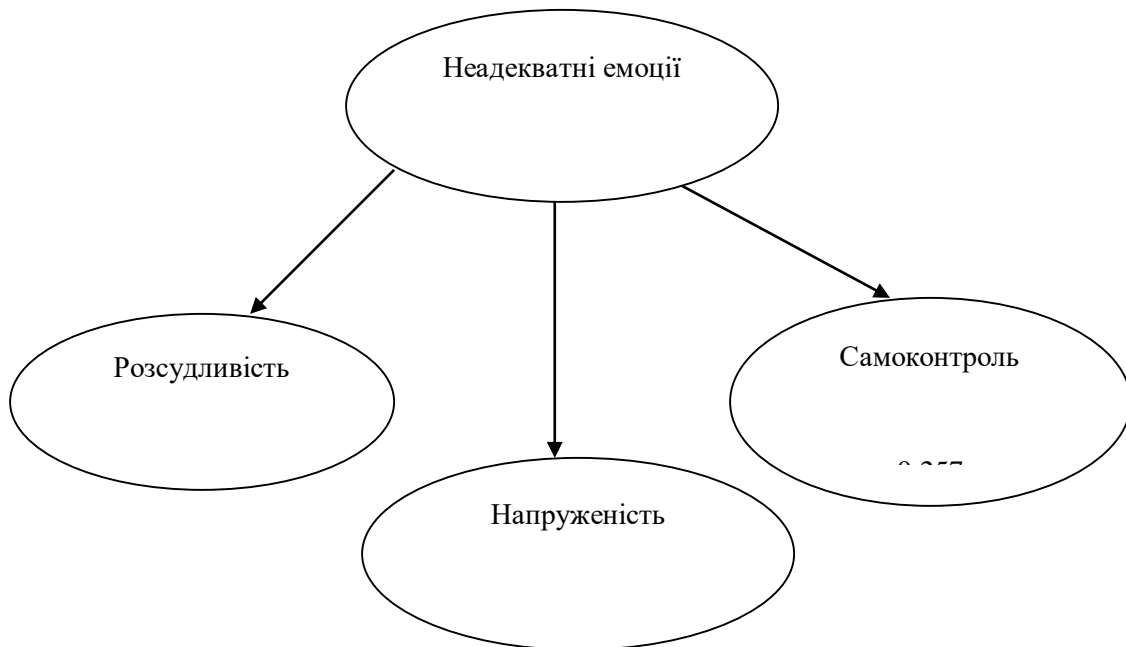 Неадекватні емоції
Розсудливість
Самоконтроль
Напруженість